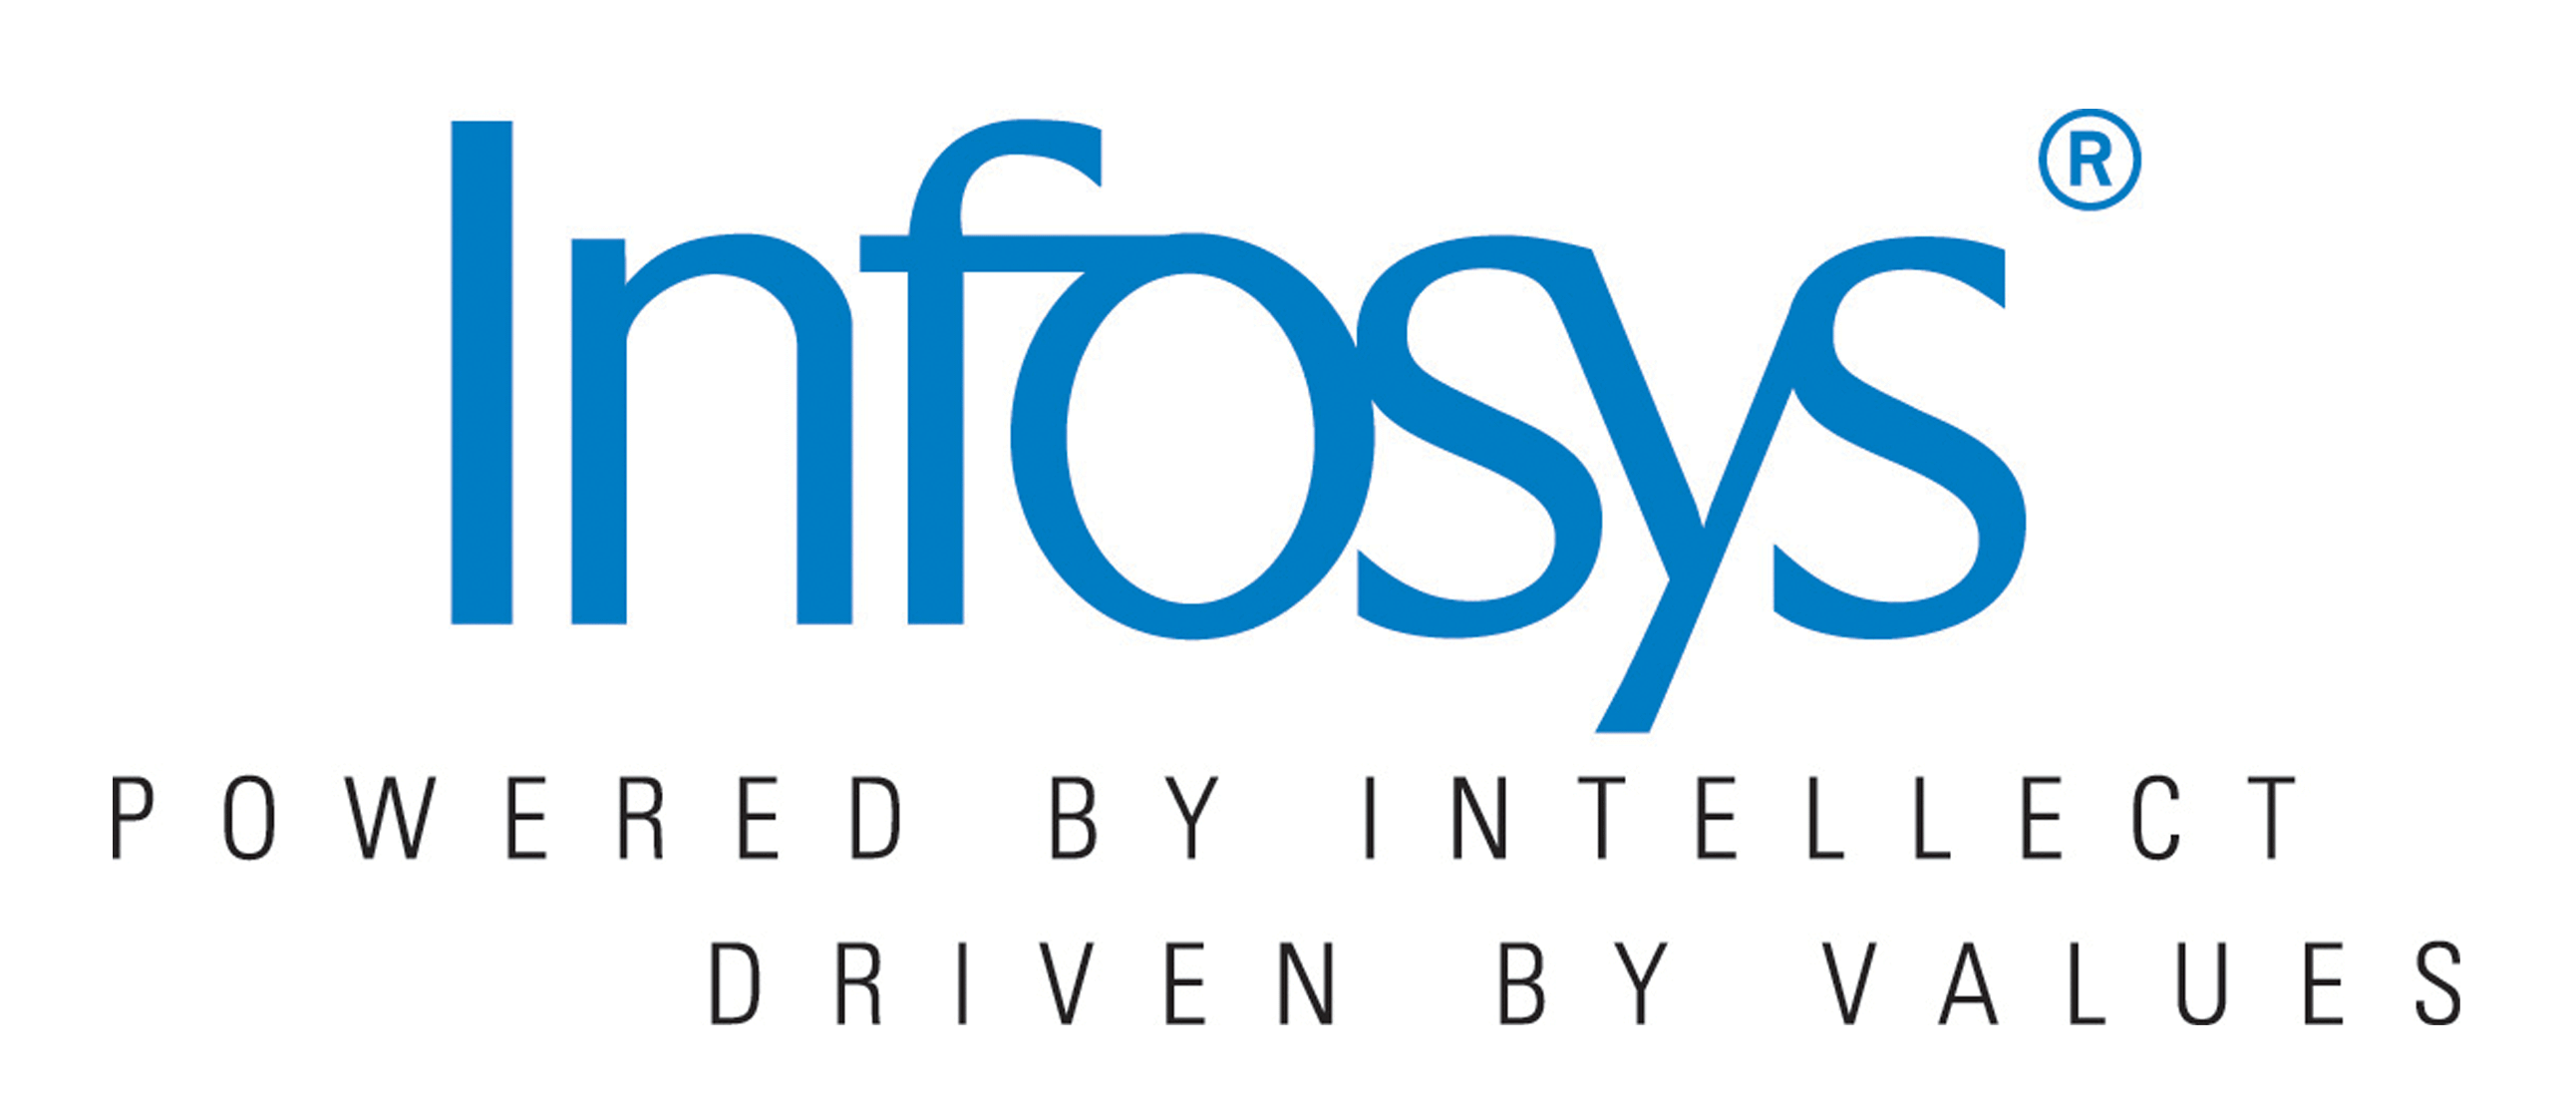 Infosys®
POWERED BY INTELLECT
DRIVEN BY VALUES